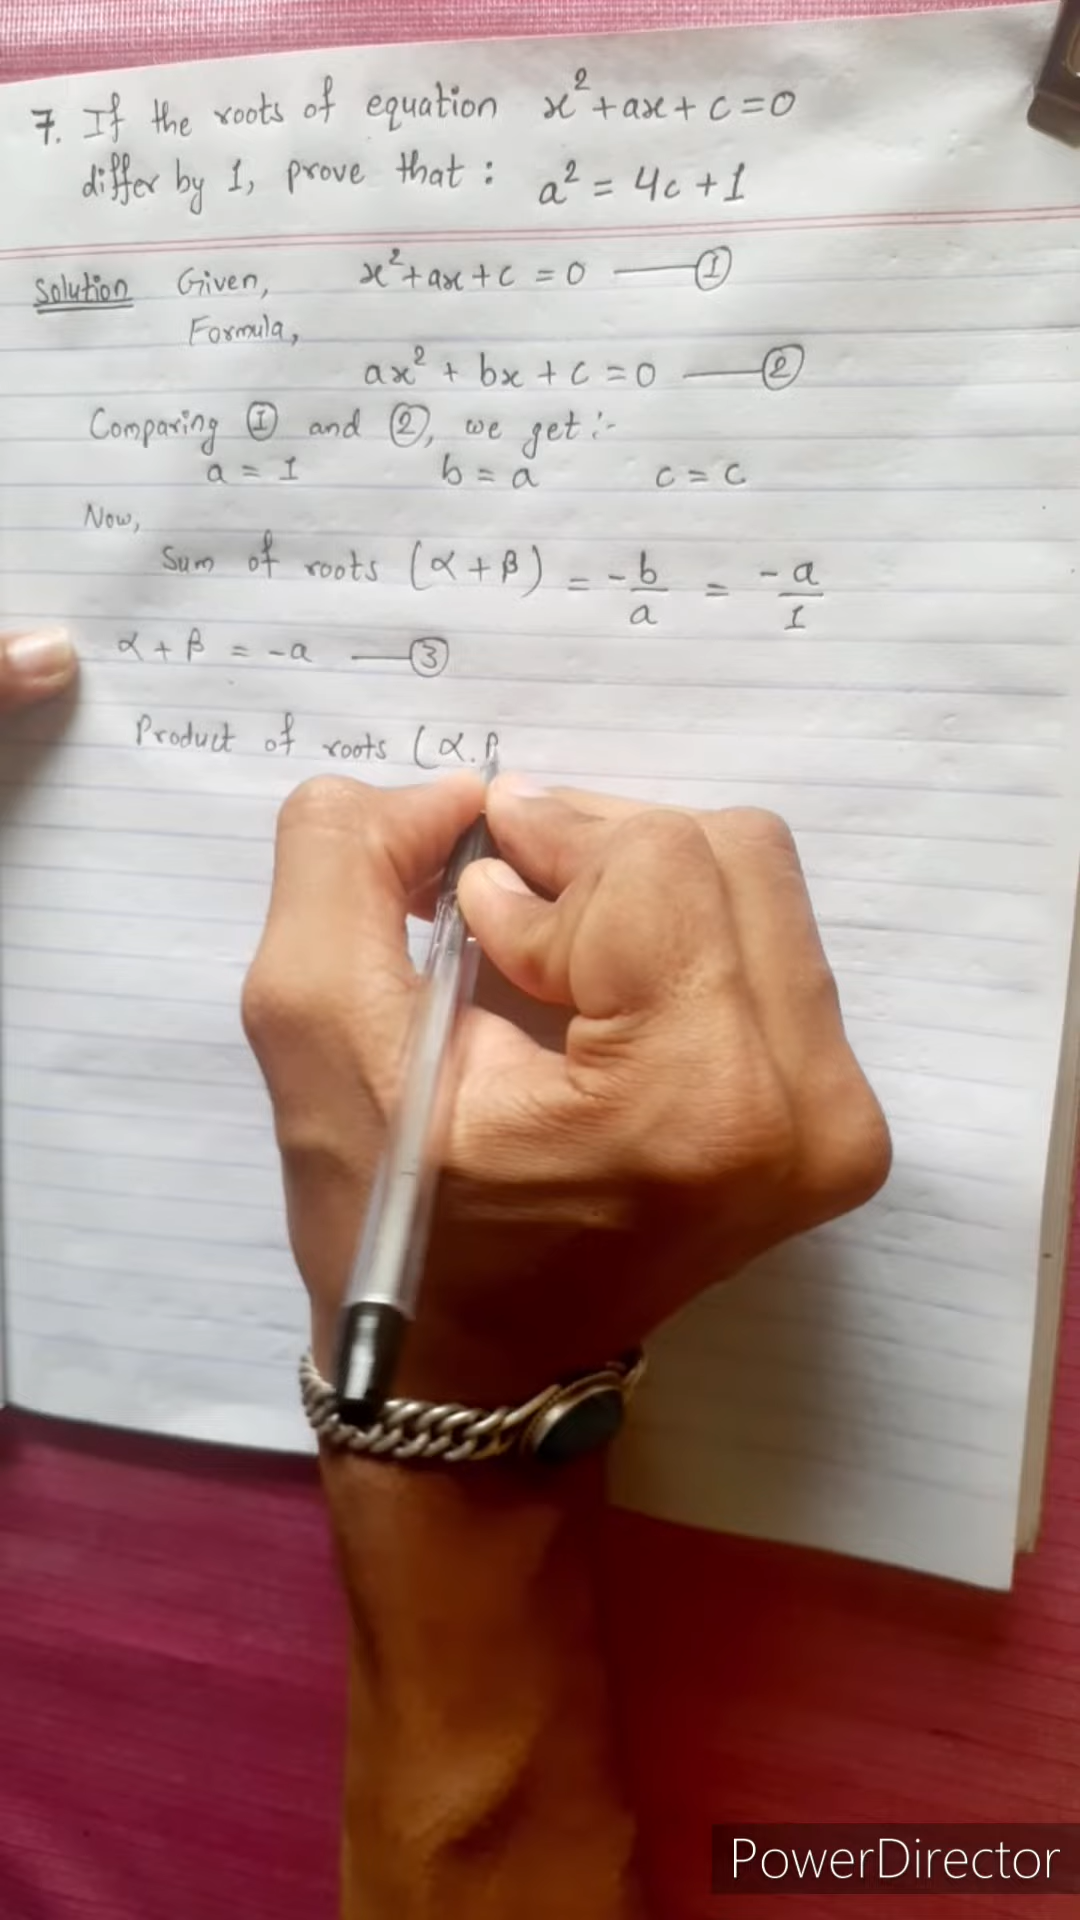 7. If the roots of equation x²+ax+c=0
differ by 1, prove that : a² = 4c+1
Solution Given, x²+ax+c = 0 —①
Formula,
ax² + bx + c = 0 —②
Comparing ① and ②, we get :-
a = 1 b = a c = c
Now,
Sum of roots (α+β) = -b/a = -a/1
α+β = -a —③
Product of roots (α.β
PowerDirector